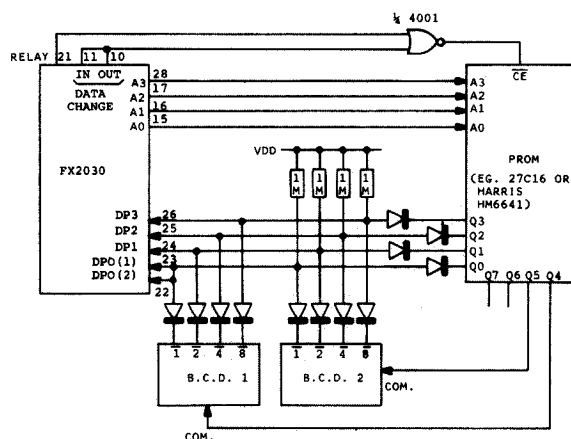 ¼ 4001
RELAY 21 11 10
IN OUT
DATA
CHANGE
FX2030
A3 28
A2 17
A1 16
A0 15
CE
A3
A2
A1
A0
PROM
(EG. 27C16 OR
HARRIS
HM6641)
VDD
1M 1M 1M 1M
DP3 26
DP2 25
DP1 24
DP0(1) 23
DP0(2) 22
Q3
Q2
Q1
Q0
Q7 Q6 Q5 Q4
1 2 4 8
B.C.D. 1
1 2 4 8
B.C.D. 2
COM.
COM.